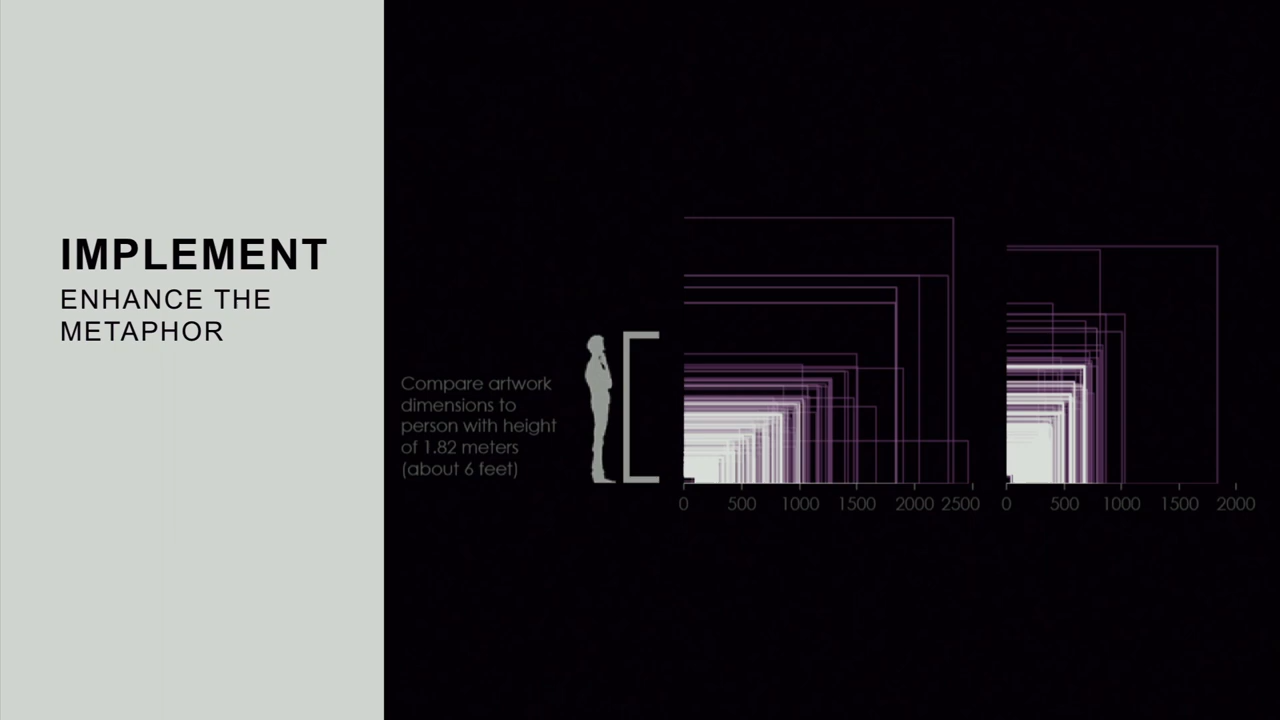 IMPLEMENT
ENHANCE THE
METAPHOR
Compare artwork
dimensions to
person with height
of 1.82 meters
(about 6 feet)
0 500 1000 1500 2000 2500
0 500 1000 1500 2000